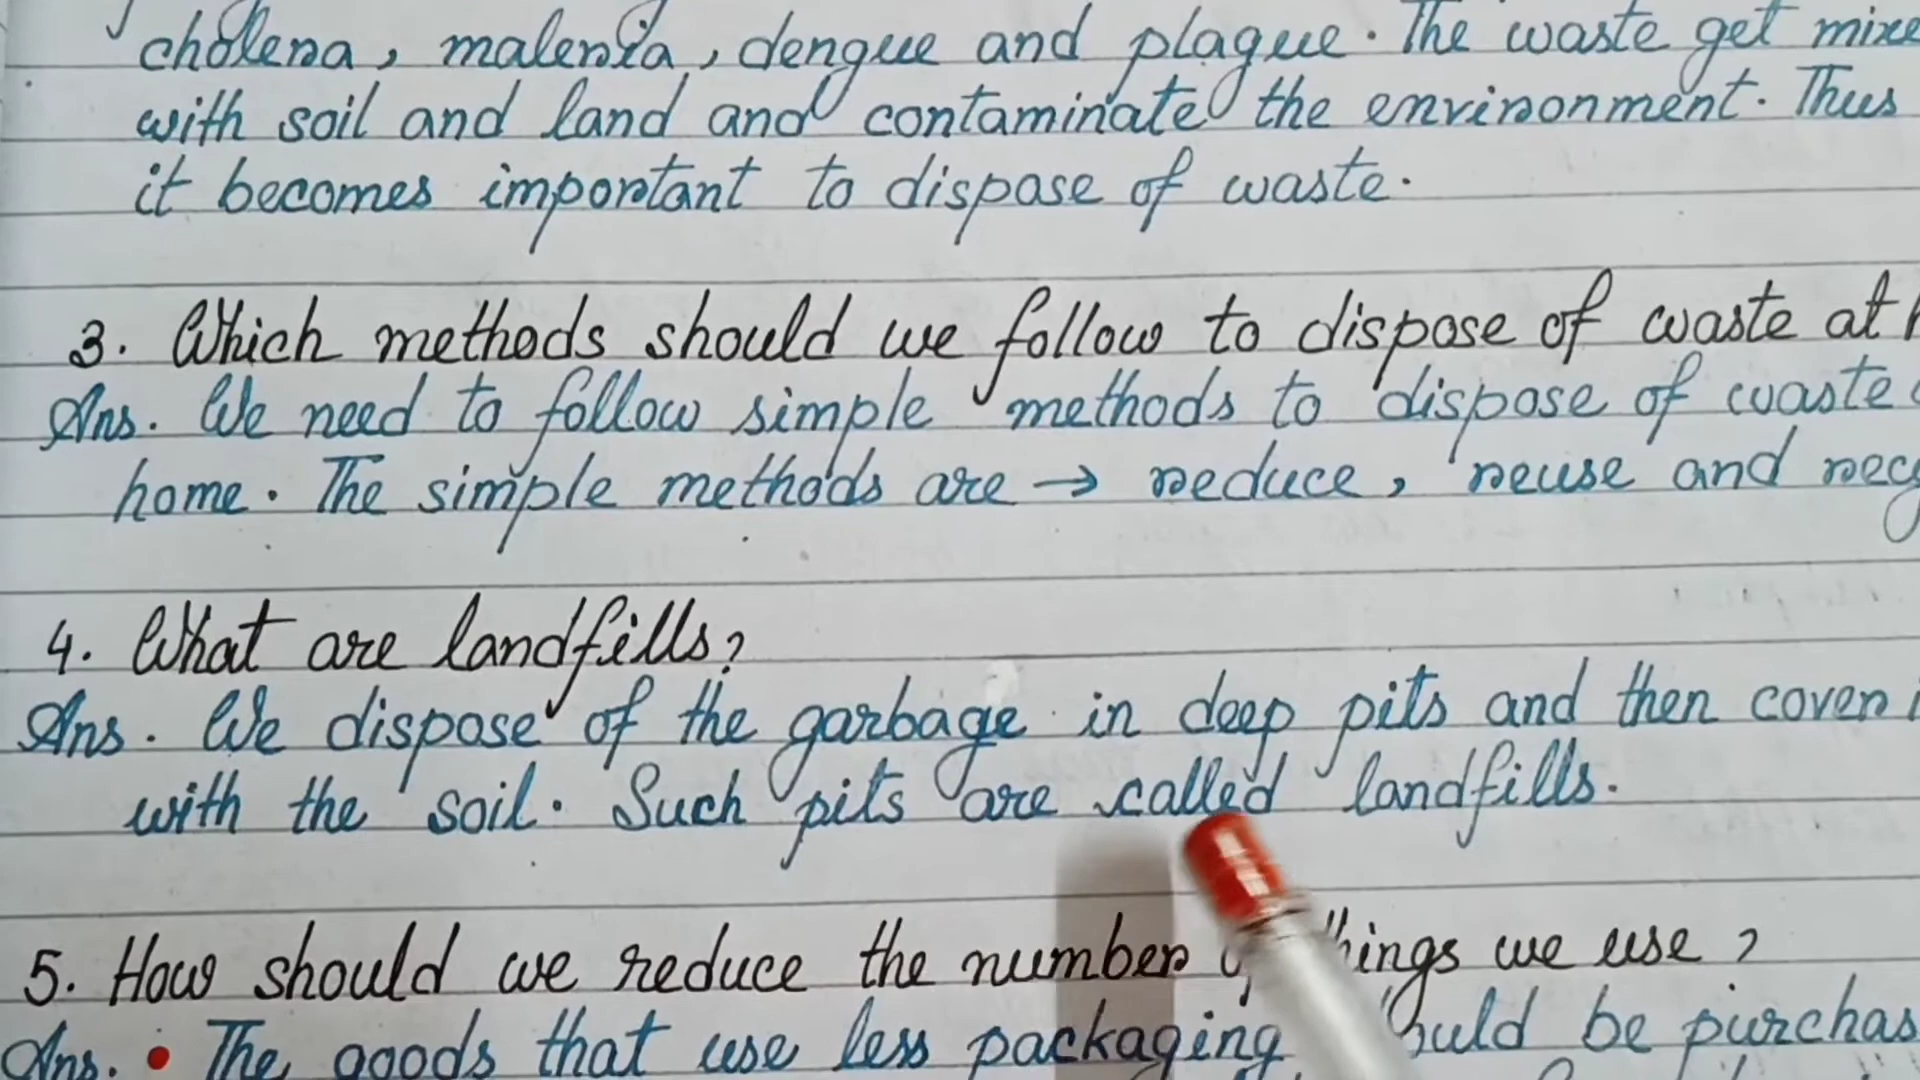 cholera, malaria, dengue and plague. The waste get mixe
with soil and land and contaminate the environment. Thus
it becomes important to dispose of waste.
3. Which methods should we follow to dispose of waste at h
Ans. We need to follow simple methods to dispose of waste
home. The simple methods are → reduce, reuse and recy
4. What are landfills?
Ans. We dispose of the garbage in deep pits and then cover i
with the soil. Such pits are called landfills.
5. How should we reduce the number things we use?
Ans. • The goods that use less packaging should be purchas